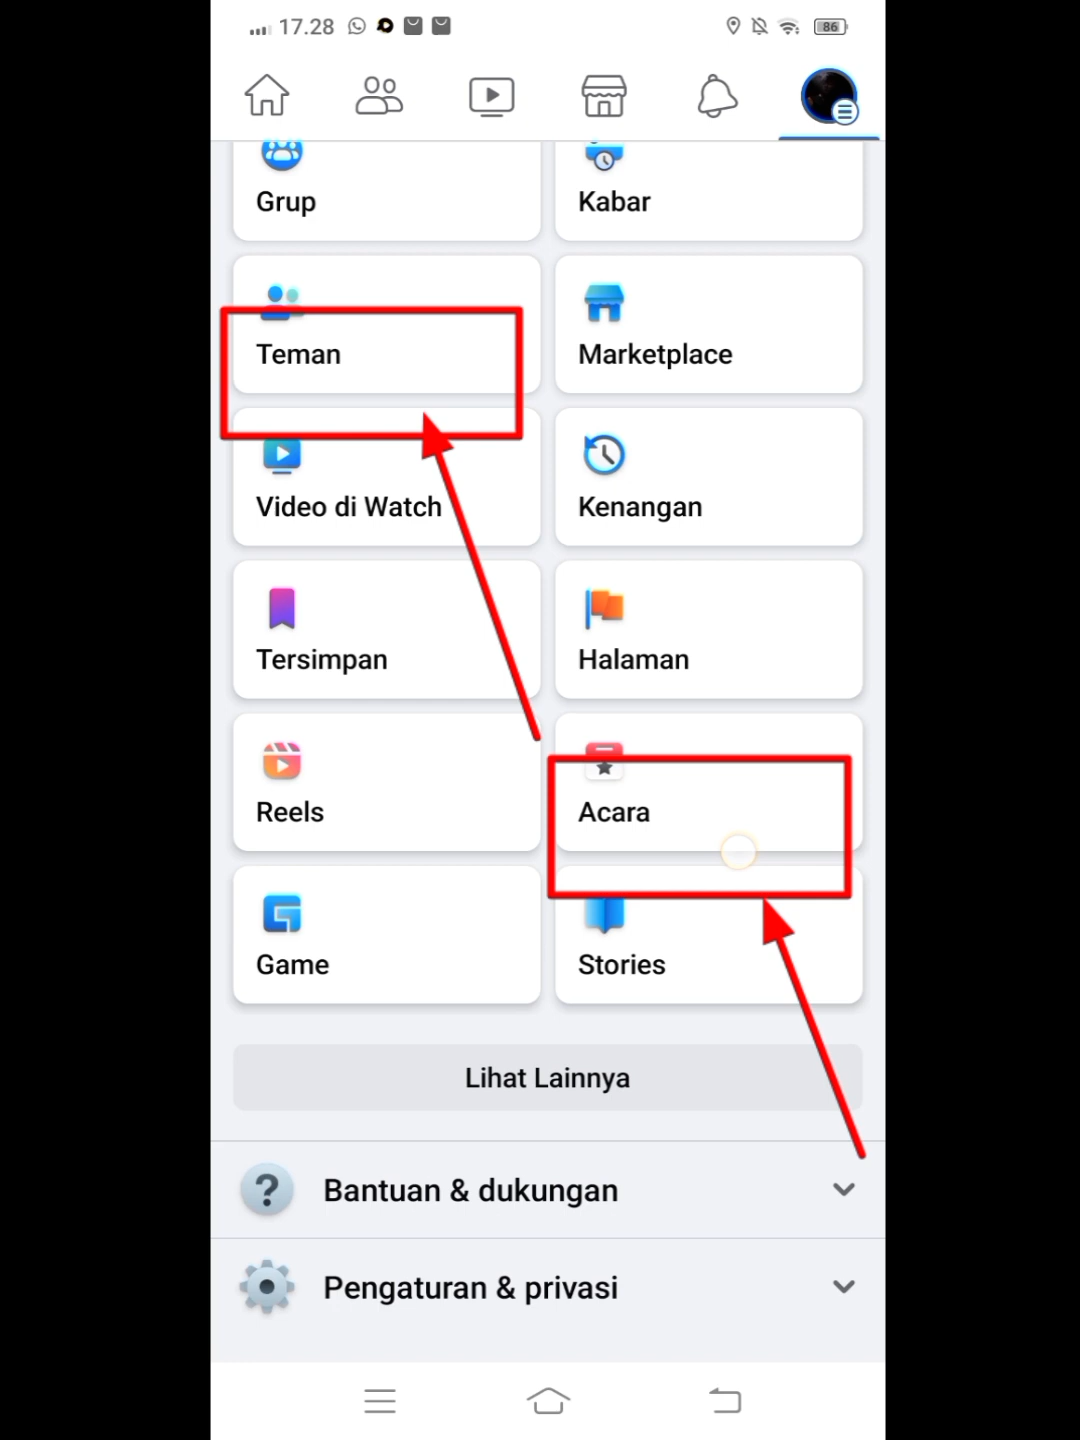 17.28
86
Grup
Kabar
Teman
Marketplace
Video di Watch
Kenangan
Tersimpan
Halaman
Reels
Acara
Game
Stories
Lihat Lainnya
Bantuan & dukungan
Pengaturan & privasi